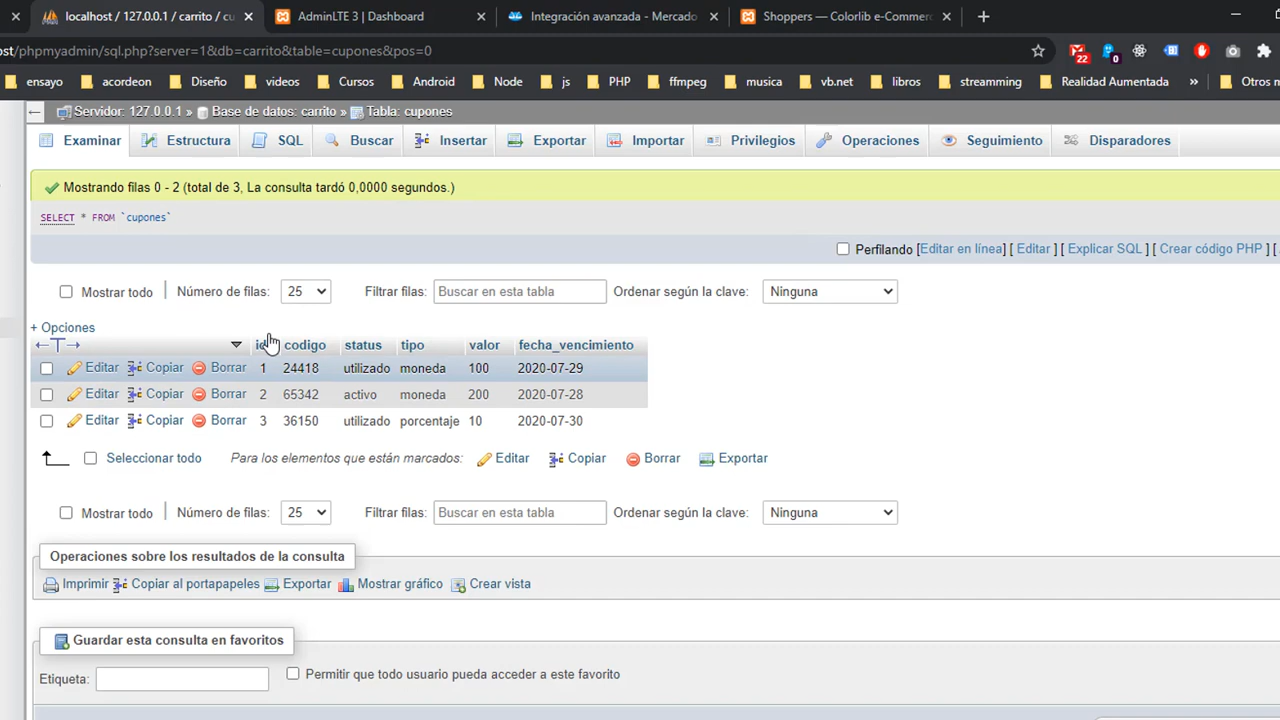 localhost / 127.0.0.1 / carrito / cu
AdminLTE 3 | Dashboard
Integración avanzada - Mercado
Shoppers — Colorlib e-Commerc
st/phpmyadmin/sql.php?server=1&db=carrito&table=cupones&pos=0
22
0
ensayo acordeon Diseño videos Cursos Android Node js PHP ffmpeg musica vb.net libros streamming Realidad Aumentada » Otros m
Servidor: 127.0.0.1 » Base de datos: carrito » Tabla: cupones
Examinar Estructura SQL Buscar Insertar Exportar Importar Privilegios Operaciones Seguimiento Disparadores
Mostrando filas 0 - 2 (total de 3, La consulta tardó 0,0000 segundos.)
SELECT * FROM `cupones`
Perfilando [Editar en línea] [ Editar ] [ Explicar SQL ] [ Crear código PHP ] [
Mostrar todo | Número de filas: 25 Filtrar filas: Buscar en esta tabla Ordenar según la clave: Ninguna
+ Opciones
←T→ id codigo status tipo valor fecha_vencimiento
Editar Copiar Borrar 1 24418 utilizado moneda 100 2020-07-29
Editar Copiar Borrar 2 65342 activo moneda 200 2020-07-28
Editar Copiar Borrar 3 36150 utilizado porcentaje 10 2020-07-30
Seleccionar todo Para los elementos que están marcados: Editar Copiar Borrar Exportar
Mostrar todo | Número de filas: 25 Filtrar filas: Buscar en esta tabla Ordenar según la clave: Ninguna
Operaciones sobre los resultados de la consulta
Imprimir Copiar al portapapeles Exportar Mostrar gráfico Crear vista
Guardar esta consulta en favoritos
Etiqueta: Permitir que todo usuario pueda acceder a este favorito